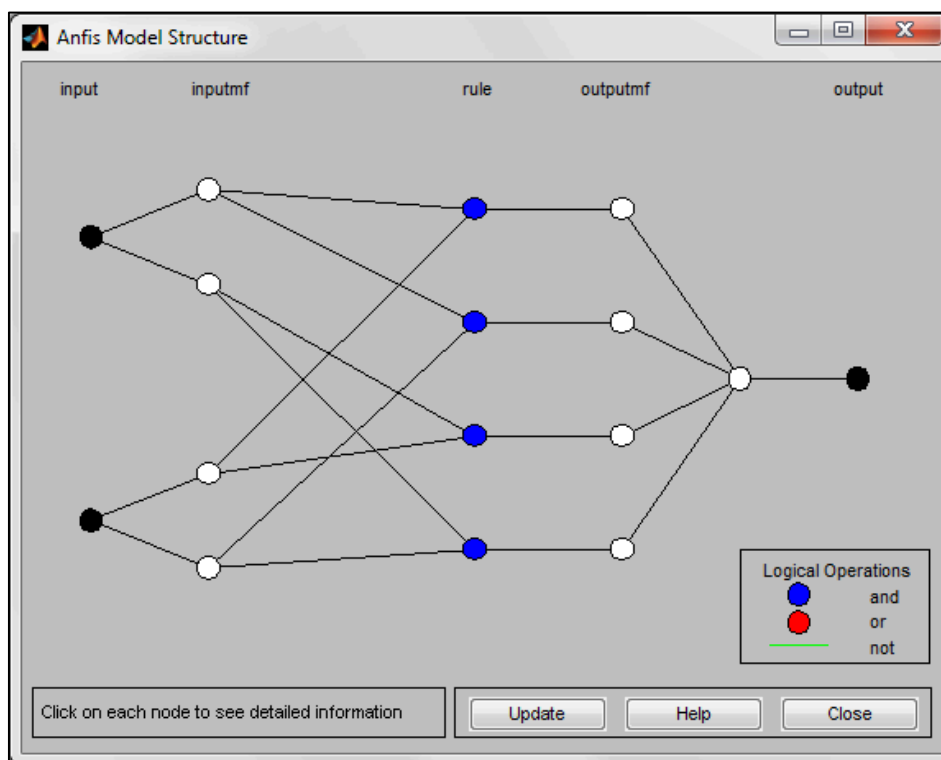 Anfis Model Structure
input inputmf rule outputmf output
Logical Operations
and
or
not
Click on each node to see detailed information
Update Help Close